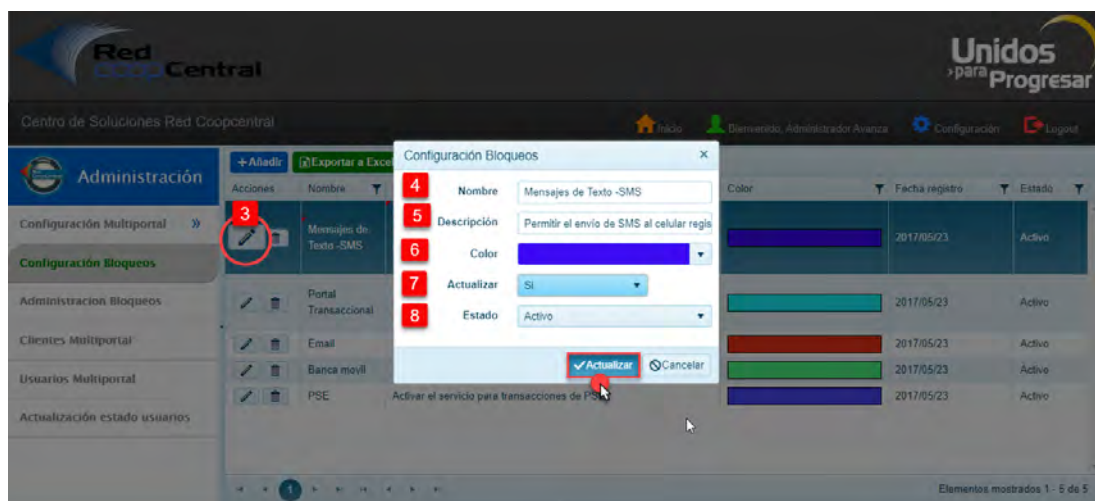 Red
coopCentral
Unidos
>para Progresar
Centro de Soluciones Red Coopcentral
Inicio
Bienvenido, Administrador Avanza
Configuración
Logout
Administración
Configuración Multiportal »
Configuración Bloqueos
Administracion Bloqueos
Clientes Multiportal
Usuarios Multiportal
Actualización estado usuarios
+Añadir Exportar a Exce
Acciones Nombre Color Fecha registro Estado
3
Mensajes de
Texto -SMS
2017/05/23 Activo
Portal
Transaccional
2017/05/23 Activo
Email 2017/05/23 Activo
Banca movil 2017/05/23 Activo
PSE Activar el servicio para transacciones de 2017/05/23 Activo
Configuración Bloqueos ×
4 Nombre Mensajes de Texto -SMS
5 Descripción Permitir el envío de SMS al celular regis
6 Color
7 Actualizar SI
8 Estado Activo
Actualizar Cancelar
1
Elementos mostrados 1 - 5 de 5